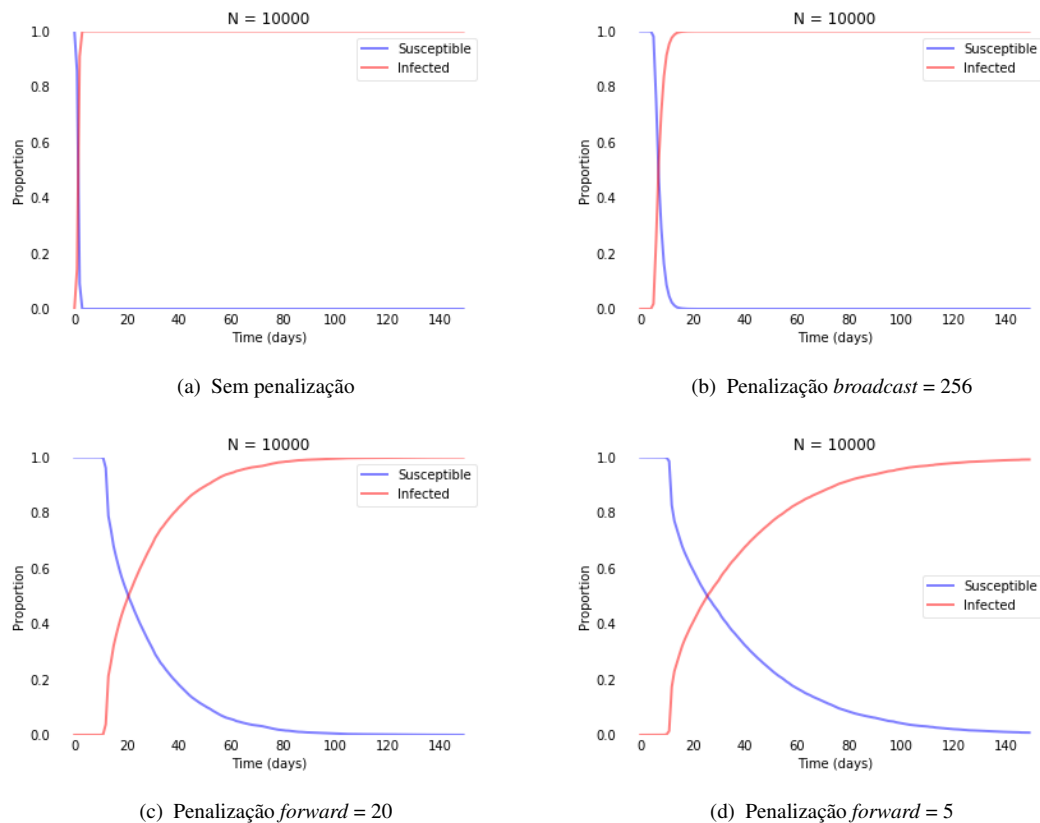 N = 10000
1.0
0.8
0.6
0.4
0.2
0.0
Proportion
Susceptible
Infected
0 20 40 60 80 100 120 140
Time (days)
(a) Sem penalização
N = 10000
1.0
0.8
0.6
0.4
0.2
0.0
Proportion
Susceptible
Infected
0 20 40 60 80 100 120 140
Time (days)
(b) Penalização broadcast = 256
N = 10000
1.0
0.8
0.6
0.4
0.2
0.0
Proportion
Susceptible
Infected
0 20 40 60 80 100 120 140
Time (days)
(c) Penalização forward = 20
N = 10000
1.0
0.8
0.6
0.4
0.2
0.0
Proportion
Susceptible
Infected
0 20 40 60 80 100 120 140
Time (days)
(d) Penalização forward = 5